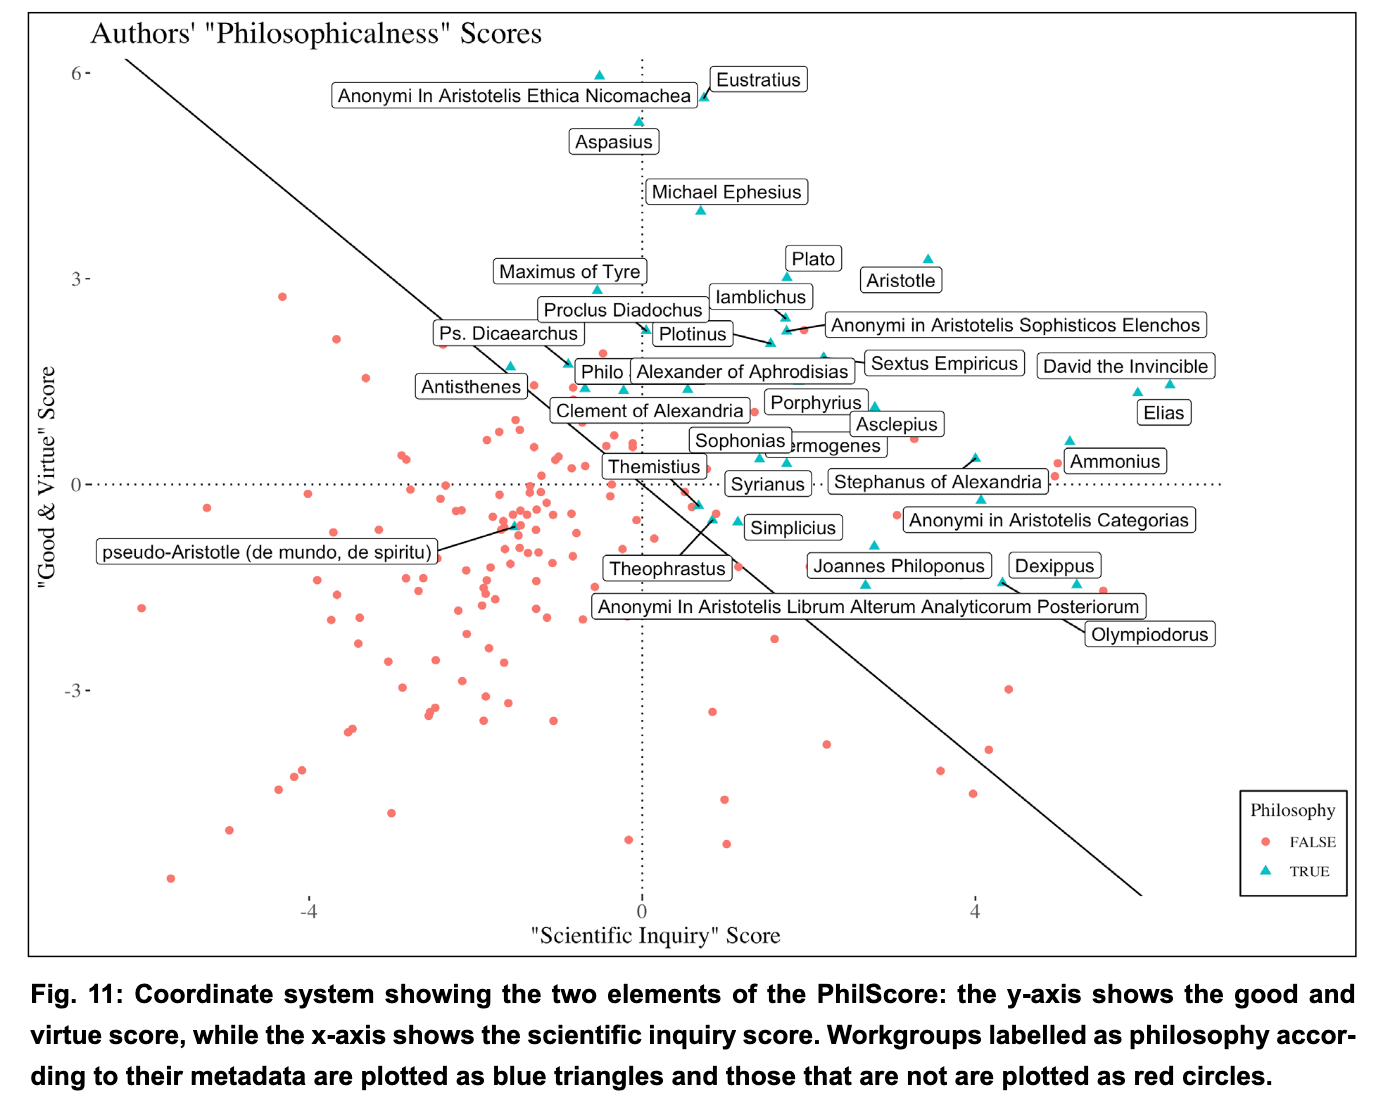 Authors' "Philosophicalness" Scores
6
Eustratius
Anonymi In Aristotelis Ethica Nicomachea
Aspasius
Michael Ephesius
Plato
Maximus of Tyre
3
Aristotle
Iamblichus
Proclus Diadochus
Anonymi in Aristotelis Sophisticos Elenchos
Ps. Dicaearchus
Plotinus
Sextus Empiricus
David the Invincible
Philo
Alexander of Aphrodisias
Antisthenes
Porphyrius
Clement of Alexandria
Elias
Asclepius
Sophonias
ermogenes
Ammonius
Themistius
Stephanus of Alexandria
Syrianus
0
Anonymi in Aristotelis Categorias
Simplicius
pseudo-Aristotle (de mundo, de spiritu)
Theophrastus
Joannes Philoponus
Dexippus
Anonymi In Aristotelis Librum Alterum Analyticorum Posteriorum
Olympiodorus
-3
"Good & Virtue" Score
Philosophy
FALSE
TRUE
-4
0
4
"Scientific Inquiry" Score
Fig. 11: Coordinate system showing the two elements of the PhilScore: the y-axis shows the good and
virtue score, while the x-axis shows the scientific inquiry score. Workgroups labelled as philosophy accor-
ding to their metadata are plotted as blue triangles and those that are not are plotted as red circles.